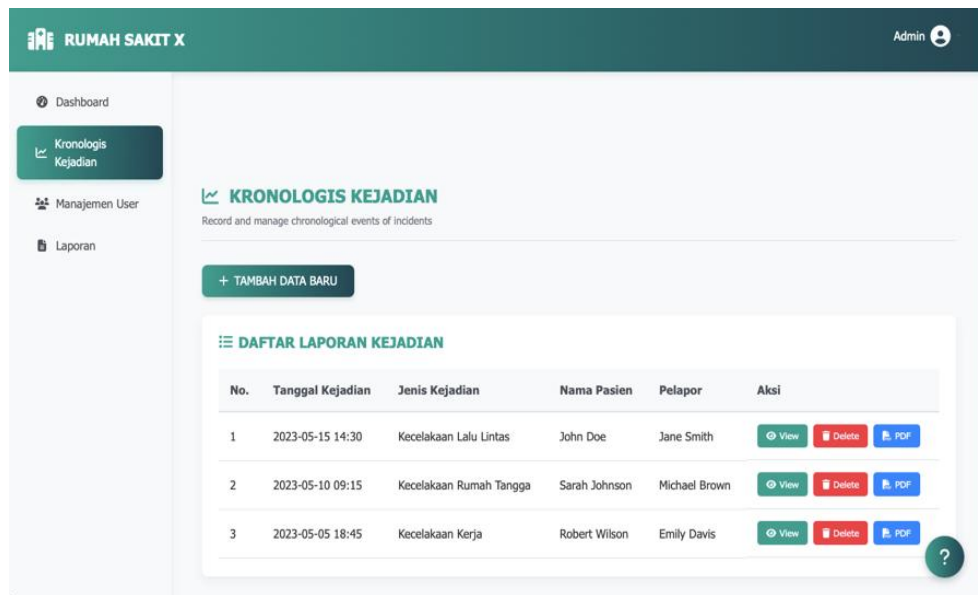 RUMAH SAKIT X
Admin
Dashboard
Kronologis
Kejadian
Manajemen User
Laporan
KRONOLOGIS KEJADIAN
Record and manage chronological events of incidents
+ TAMBAH DATA BARU
DAFTAR LAPORAN KEJADIAN
No. Tanggal Kejadian Jenis Kejadian Nama Pasien Pelapor Aksi
1 2023-05-15 14:30 Kecelakaan Lalu Lintas John Doe Jane Smith View Delete PDF
2 2023-05-10 09:15 Kecelakaan Rumah Tangga Sarah Johnson Michael Brown View Delete PDF
3 2023-05-05 18:45 Kecelakaan Kerja Robert Wilson Emily Davis View Delete PDF
?